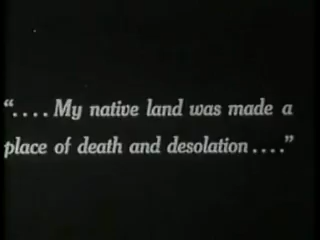 “.... My native land was made a
place of death and desolation ....”